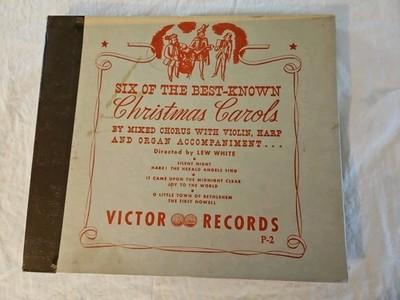 SIX OF THE BEST-KNOWN
Christmas Carols
BY MIXED CHORUS WITH VIOLIN, HARP
AND ORGAN ACCOMPANIMENT...
Directed by LEW WHITE
SILENT NIGHT
HARK! THE HERALD ANGELS SING
IT CAME UPON THE MIDNIGHT CLEAR
JOY TO THE WORLD
O LITTLE TOWN OF BETHLEHEM
THE FIRST NOWELL
VICTOR RECORDS
P-2